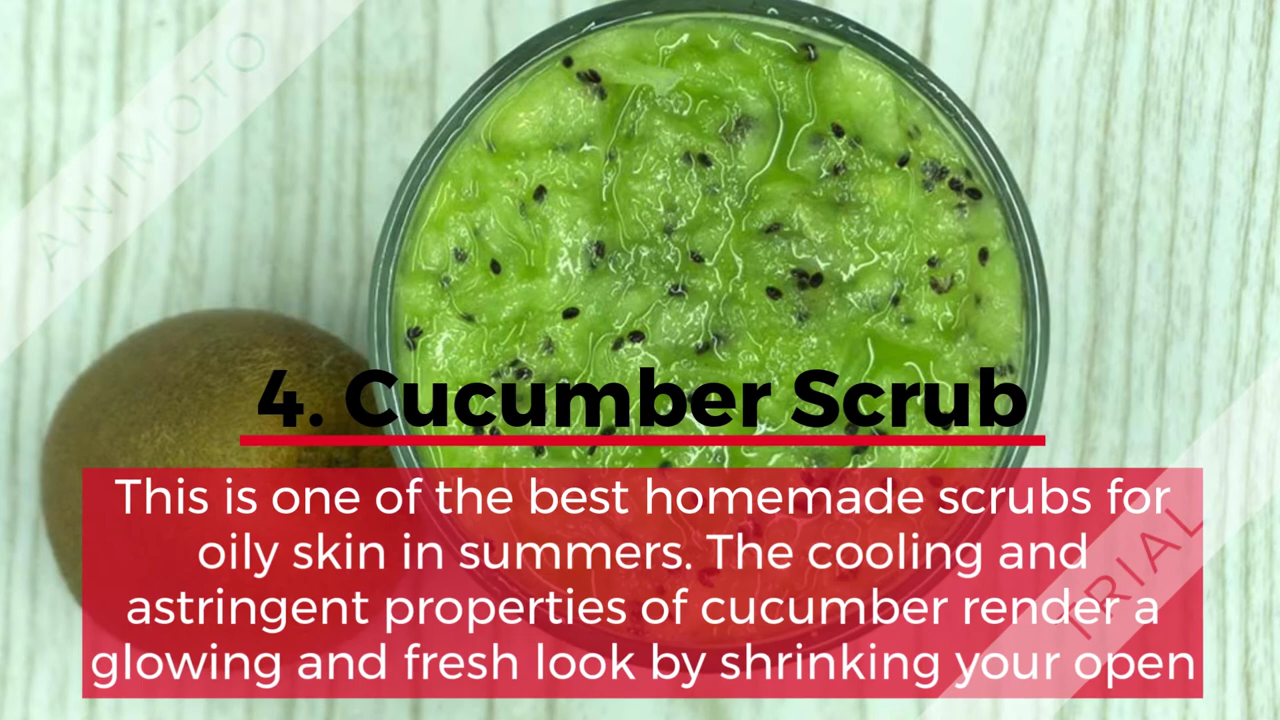 ANIMOTO
4. Cucumber Scrub
This is one of the best homemade scrubs for
oily skin in summers. The cooling and
astringent properties of cucumber render a
glowing and fresh look by shrinking your open
TRIAL